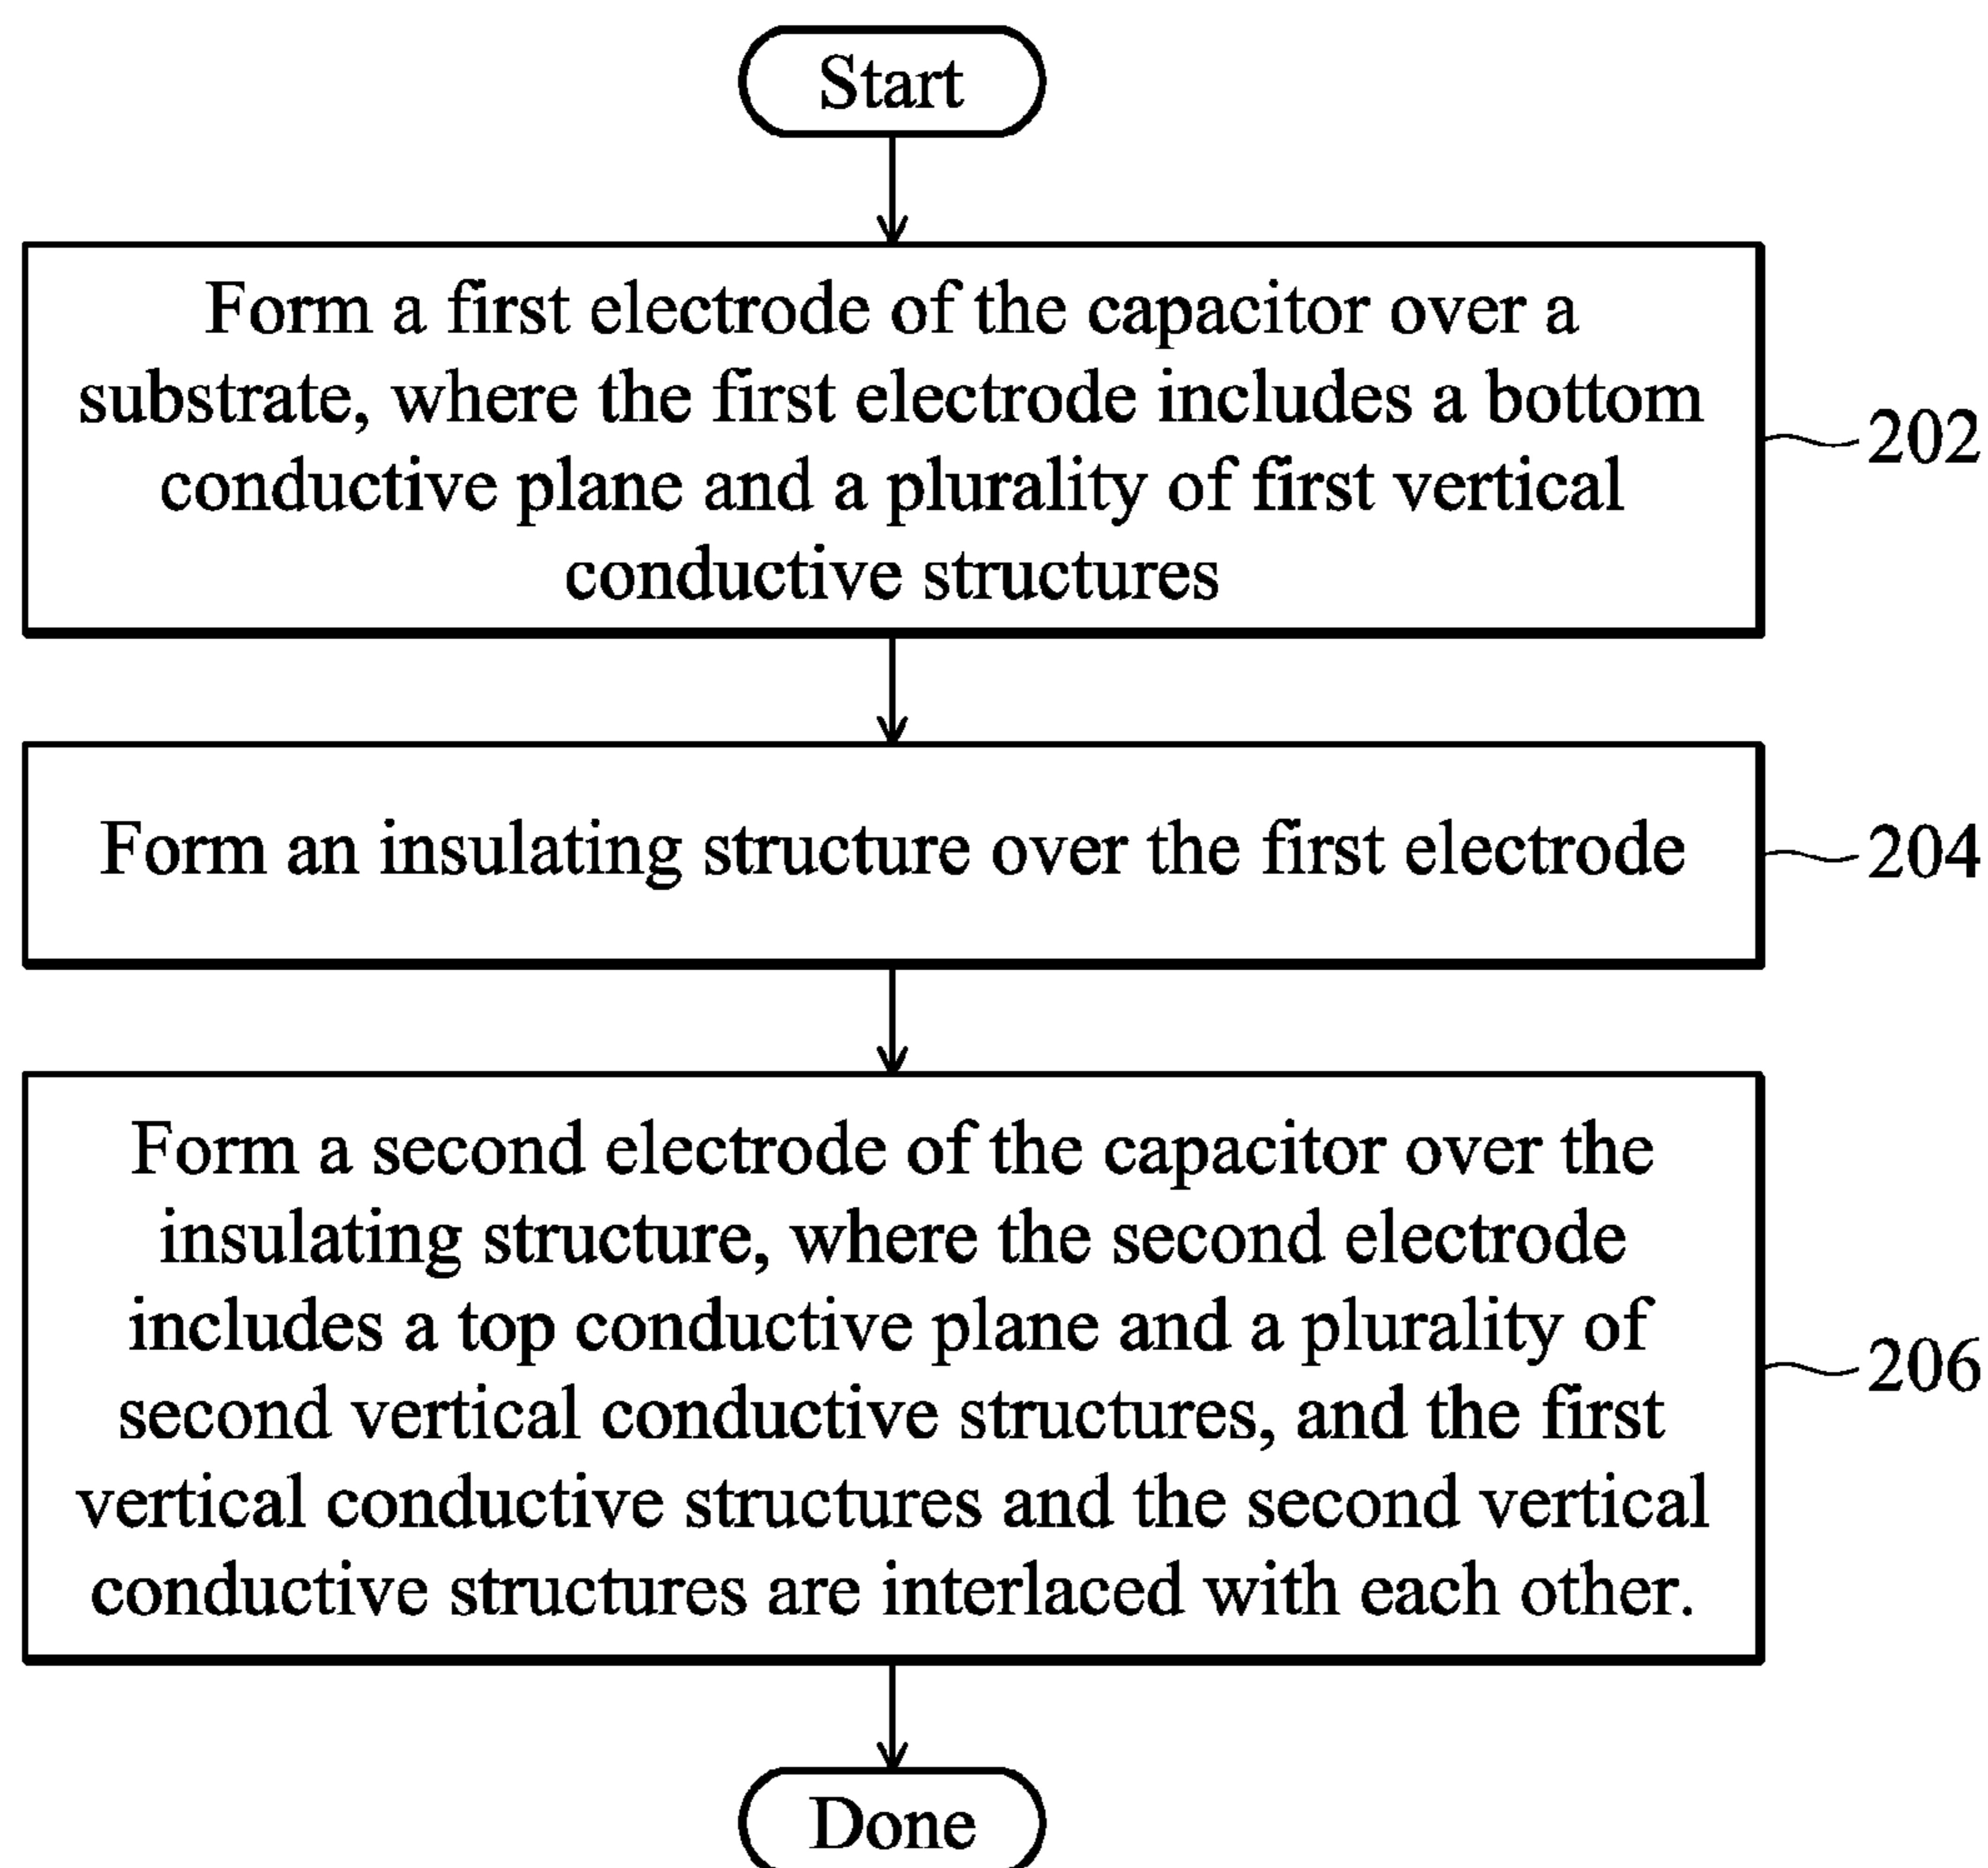 Start
Form a first electrode of the capacitor over a
substrate, where the first electrode includes a bottom
conductive plane and a plurality of first vertical
conductive structures
202
Form an insulating structure over the first electrode
204
Form a second electrode of the capacitor over the
insulating structure, where the second electrode
includes a top conductive plane and a plurality of
second vertical conductive structures, and the first
vertical conductive structures and the second vertical
conductive structures are interlaced with each other.
206
Done